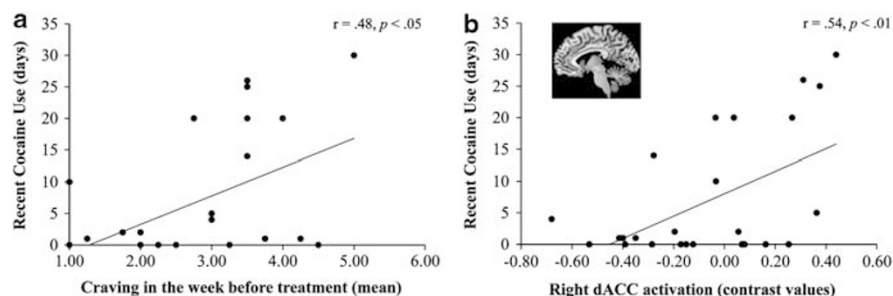 a
r = .48, p < .05
Recent Cocaine Use (days)
35
30
25
20
15
10
5
0
1.00 2.00 3.00 4.00 5.00 6.00
Craving in the week before treatment (mean)
b
r = .54, p < .01
Recent Cocaine Use (days)
35
30
25
20
15
10
5
0
-0.80 -0.60 -0.40 -0.20 0.00 0.20 0.40 0.60
Right dACC activation (contrast values)